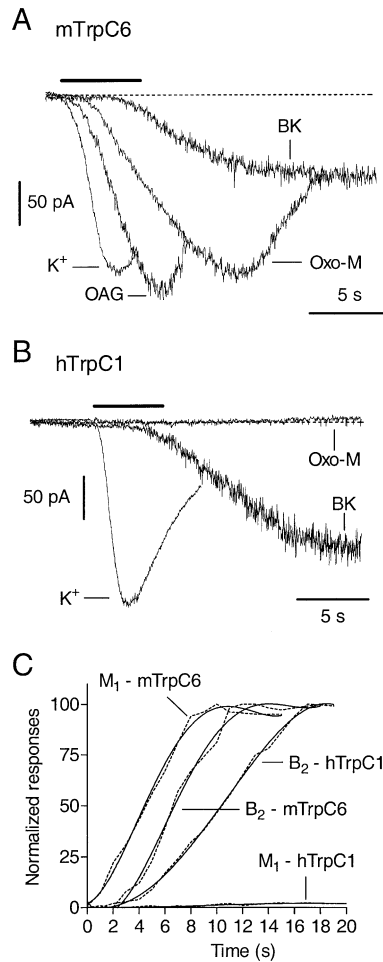 A
mTrpC6
BK
50 pA
K+
OAG
Oxo-M
5 s
B
hTrpC1
Oxo-M
50 pA
BK
K+
5 s
C
M1 - mTrpC6
100
75
50
25
0
Normalized responses
B2 - hTrpC1
B2 - mTrpC6
M1 - hTrpC1
0 2 4 6 8 10 12 14 16 18 20
Time (s)